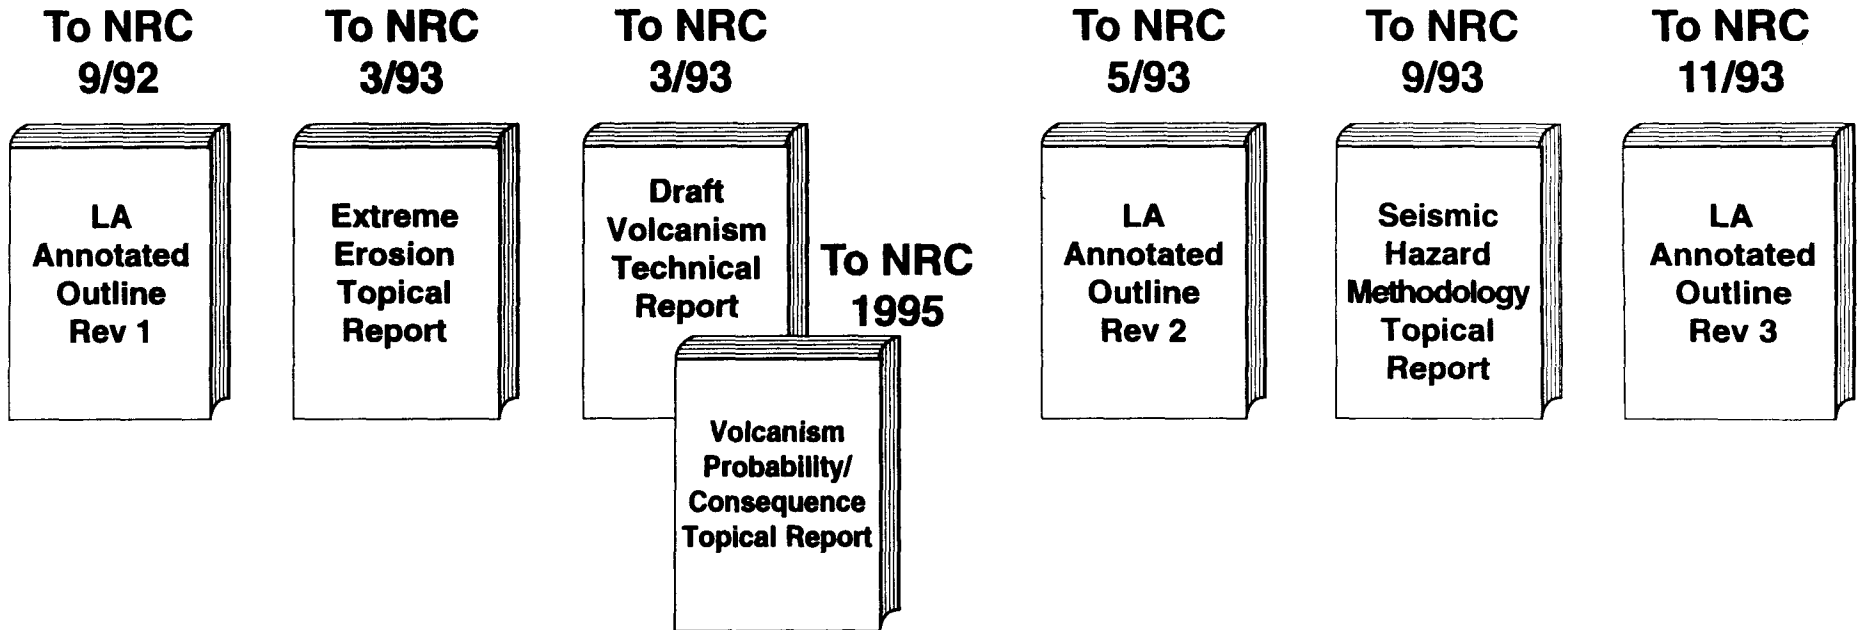 To NRC
9/92
LA
Annotated
Outline
Rev 1
To NRC
3/93
Extreme
Erosion
Topical
Report
To NRC
3/93
Draft
Volcanism
Technical
Report
To NRC
1995
Volcanism
Probability/
Consequence
Topical Report
To NRC
5/93
LA
Annotated
Outline
Rev 2
To NRC
9/93
Seismic
Hazard
Methodology
Topical
Report
To NRC
11/93
LA
Annotated
Outline
Rev 3